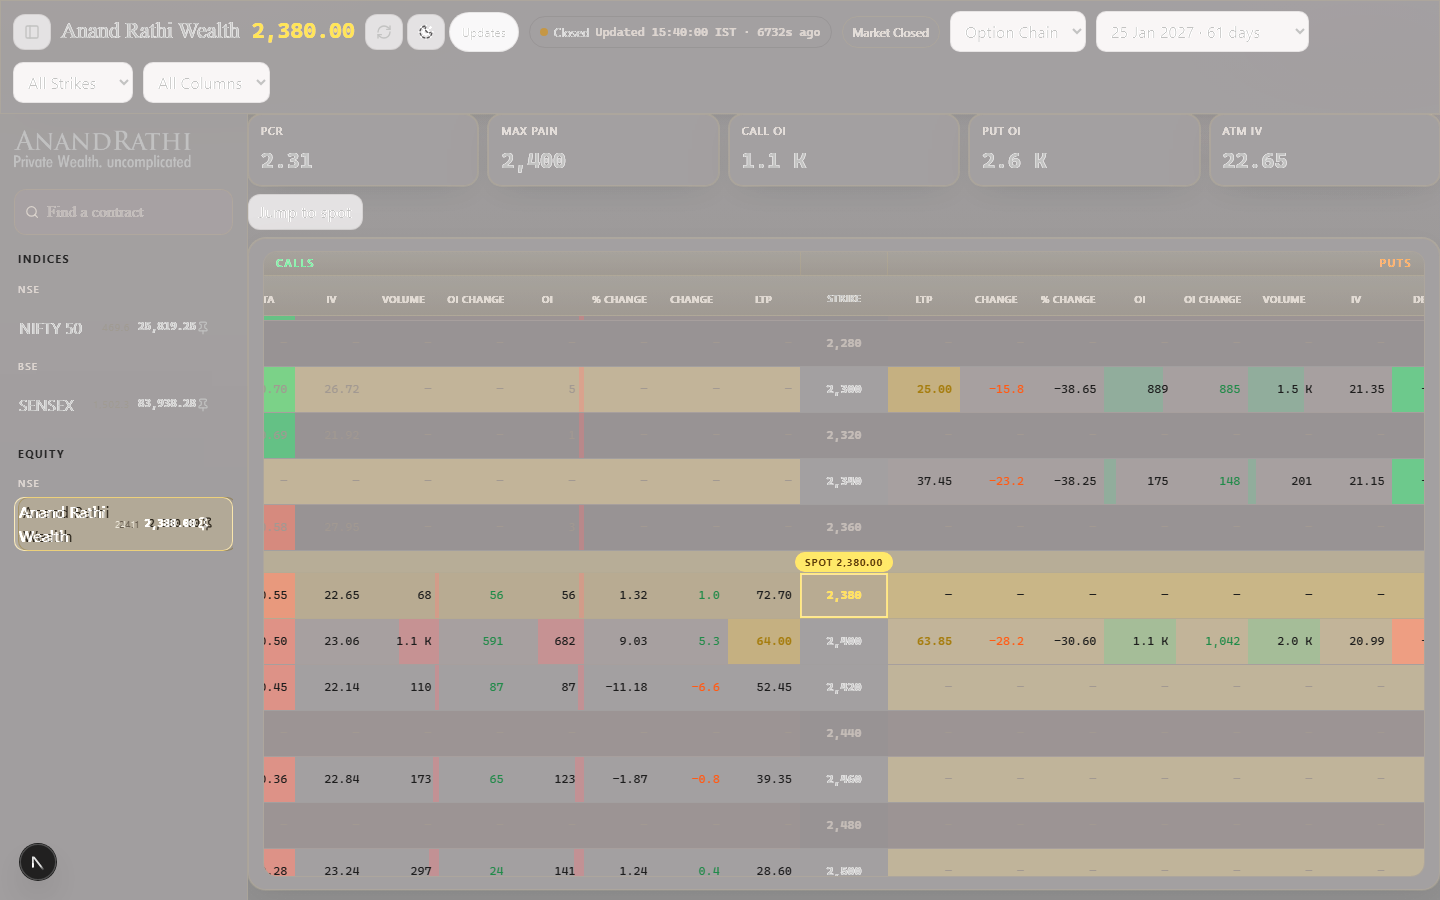 Anand Rathi Wealth 2,380.00 Updates Closed Updated 15:40:00 IST · 6732s ago Market Closed Option Chain 25 Jan 2027 · 61 days
All Strikes All Columns
ANANDRATHI
Private Wealth. uncomplicated
Find a contract
INDICES
NSE
NIFTY 50 25,819.25
BSE
SENSEX 83,938.28
EQUITY
NSE
Anand Rathi
Wealth
PCR MAX PAIN CALL OI PUT OI ATM IV
2.31 2,400 1.1 K 2.6 K 22.65
Jump to spot
CALLS PUTS
TA IV VOLUME OI CHANGE OI % CHANGE CHANGE LTP STRIKE LTP CHANGE % CHANGE OI OI CHANGE VOLUME IV DE
— — — — — — — 2,280 — — — — — — —
.70 26.72 — — 5 — — — 2,300 25.00 −15.8 −38.65 889 885 1.5 K 21.35 -
— — — — — 2,320 — — — — — — —
— — — — — — — — 2,340 37.45 −23.2 −38.25 175 148 201 21.15 -
— — — — — 2,360 — — — — — — —
SPOT 2,380.00
.55 22.65 68 56 56 1.32 1.0 72.70 2,380 — — — — — — —
.50 23.06 1.1 K 591 682 9.03 5.3 64.00 2,400 63.85 −28.2 −30.60 1.1 K 1,042 2.0 K 20.99 -
.45 22.14 110 87 87 −11.18 −6.6 52.45 2,420 — — — — — — —
— — — — — — — 2,440 — — — — — — —
.36 22.84 173 65 123 −1.87 −0.8 39.35 2,460 — — — — — — —
— — — — — — — 2,480 — — — — — — —
.28 23.24 297 24 141 1.24 0.4 28.60 2,500 — — — — — — —